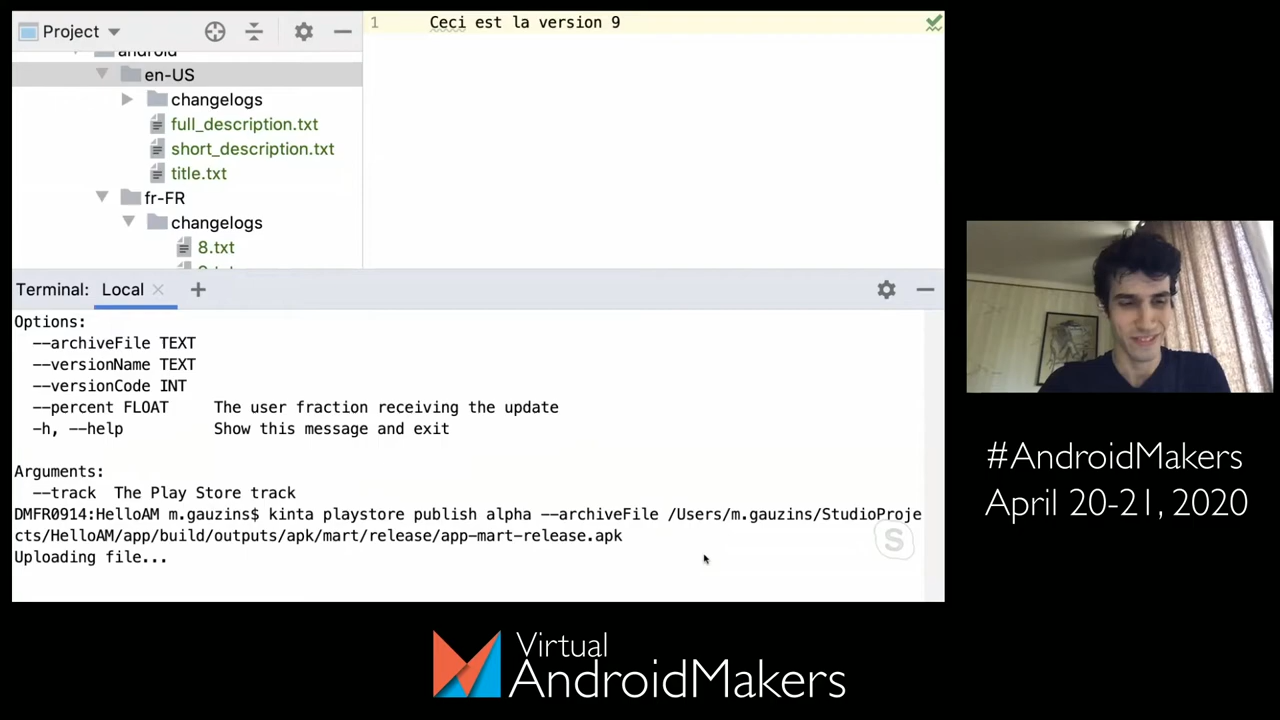 Project
1 Ceci est la version 9
android
en-US
changelogs
full_description.txt
short_description.txt
title.txt
fr-FR
changelogs
8.txt
Terminal: Local
Options:
--archiveFile TEXT
--versionName TEXT
--versionCode INT
--percent FLOAT The user fraction receiving the update
-h, --help Show this message and exit
Arguments:
--track The Play Store track
DMFR0914:HelloAM m.gauzins$ kinta playstore publish alpha --archiveFile /Users/m.gauzins/StudioProje
cts/HelloAM/app/build/outputs/apk/mart/release/app-mart-release.apk
Uploading file...
S
#AndroidMakers
April 20-21, 2020
Virtual
AndroidMakers